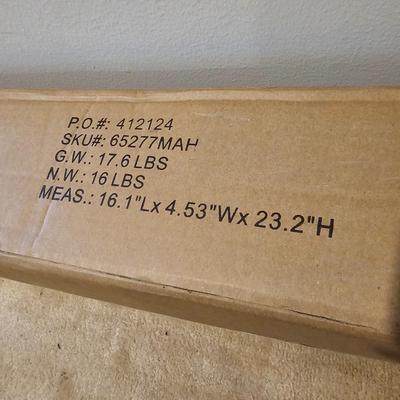 P.O.#: 412124
SKU#: 65277MAH
G.W.: 17.6 LBS
N.W.: 16 LBS
MEAS.: 16.1"Lx 4.53"Wx 23.2"H